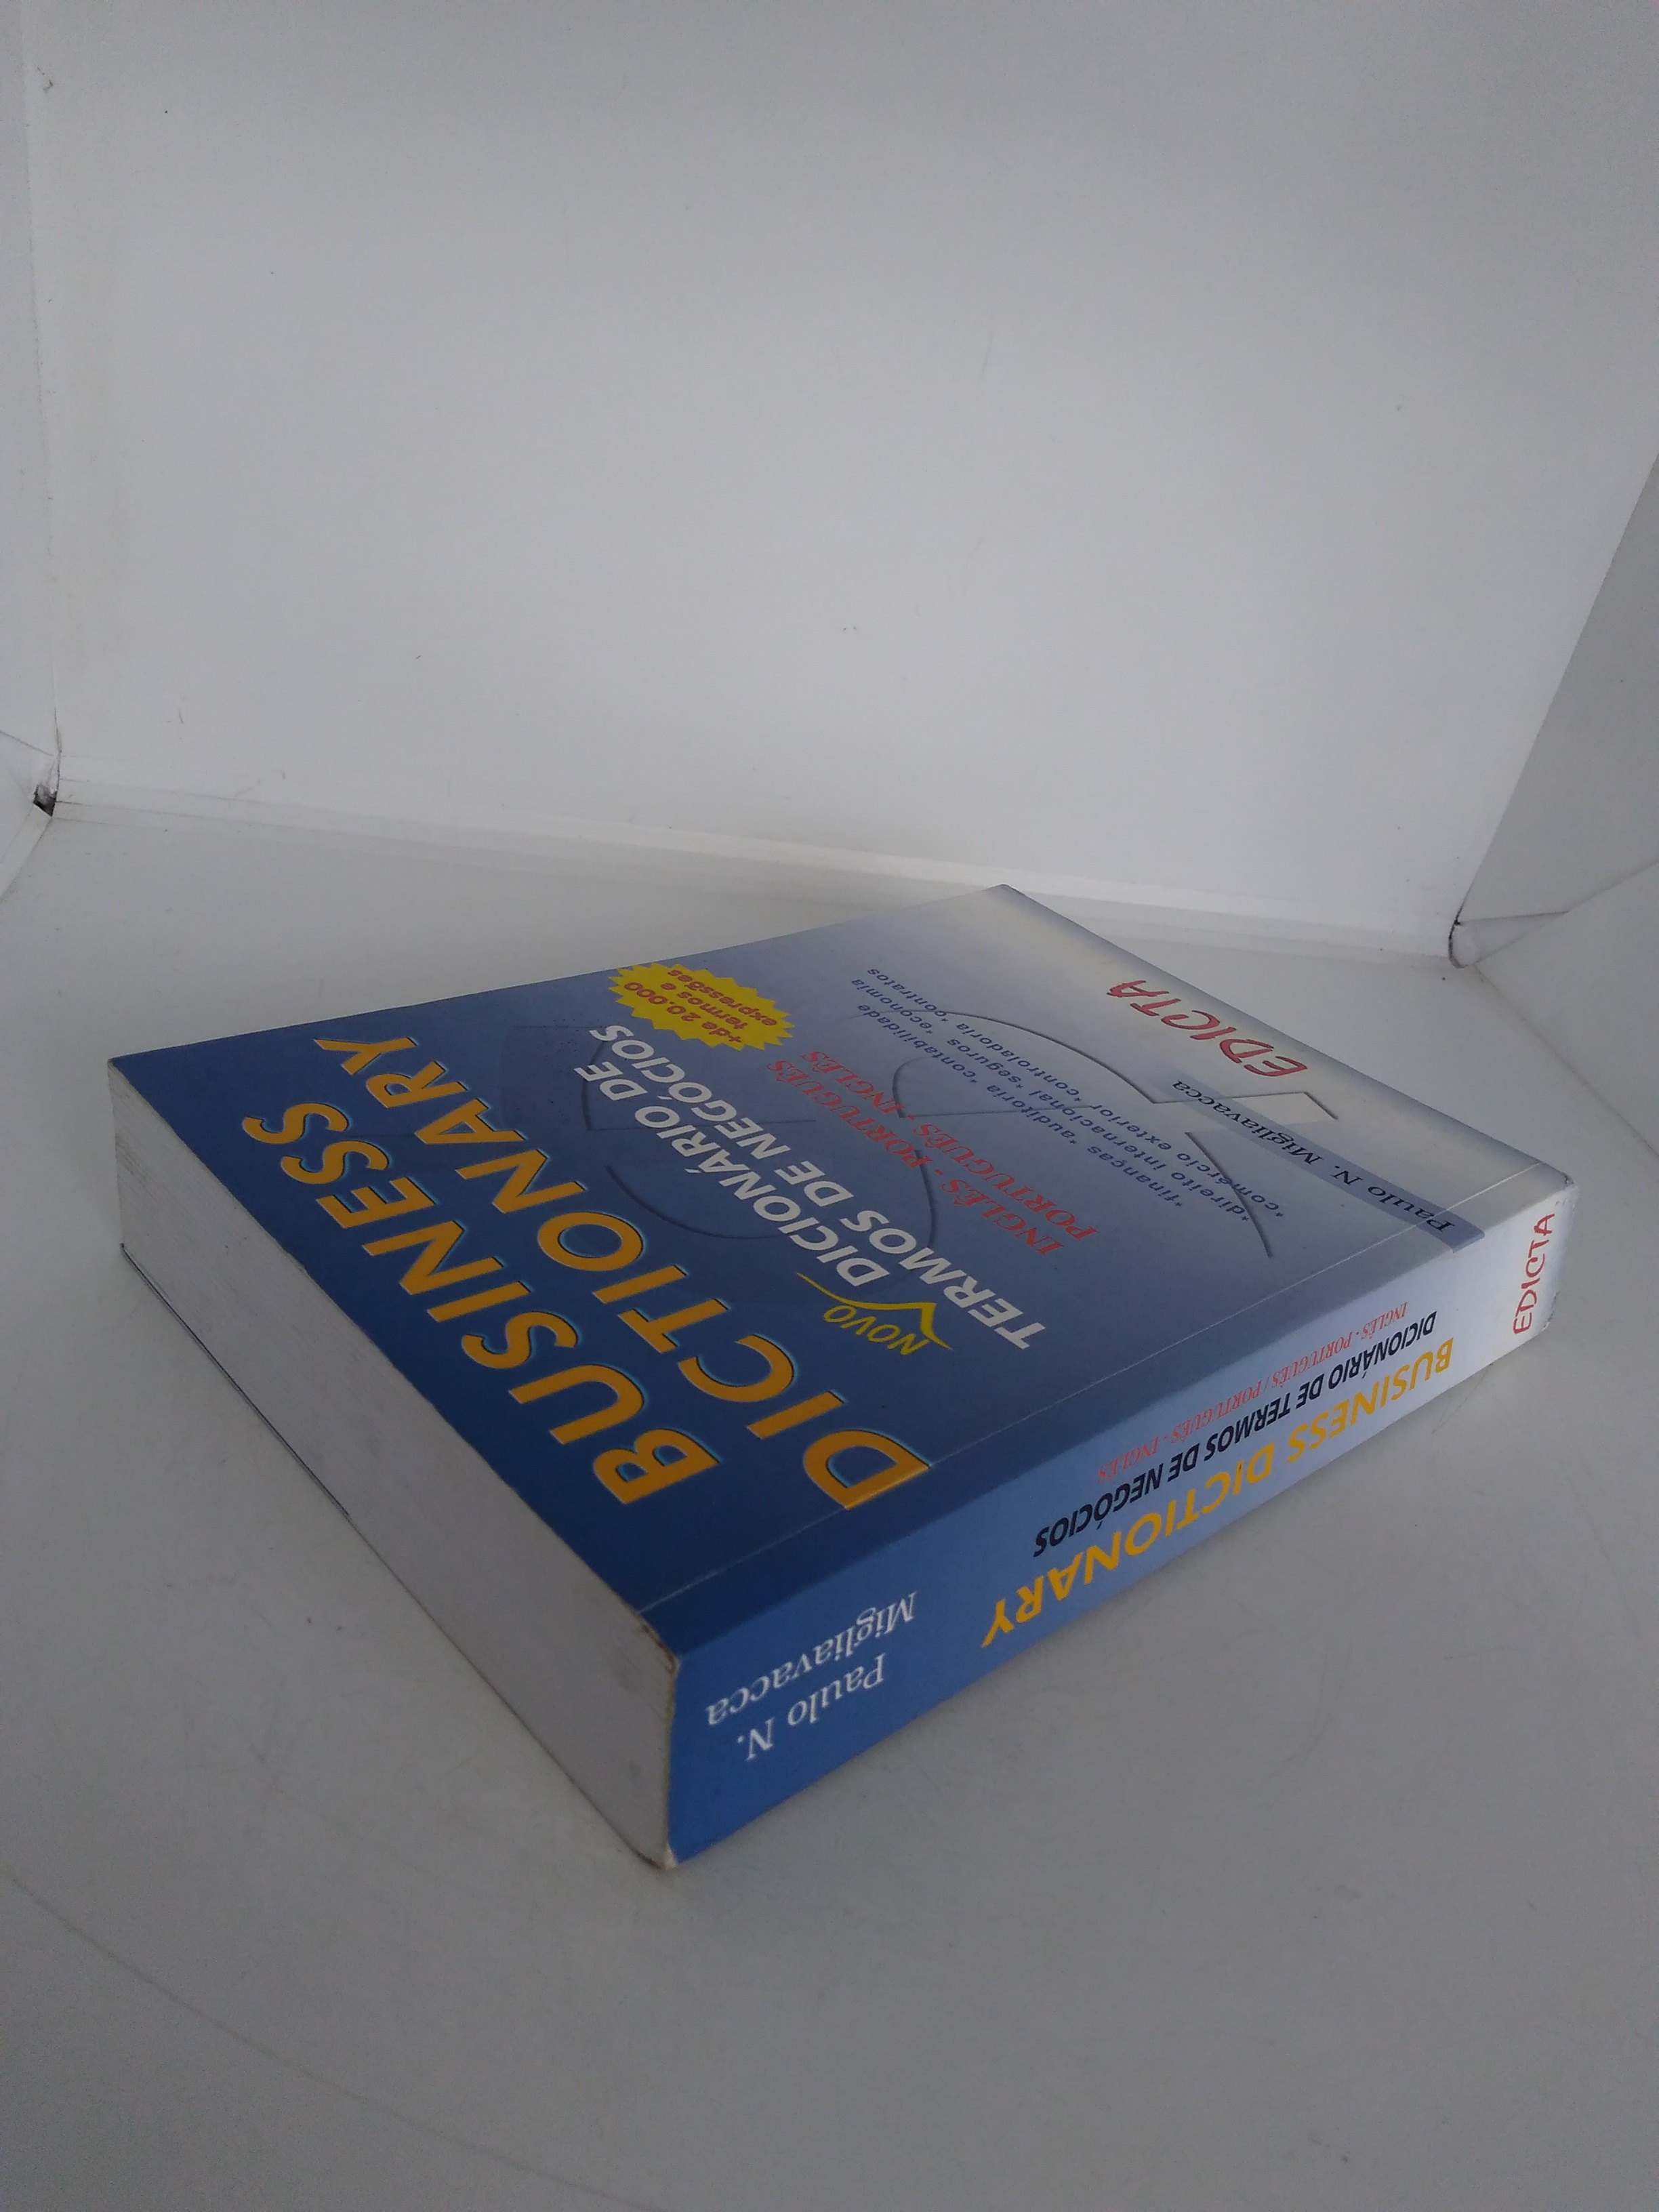 BUSINESS
DICTIONARY
NOVO
DICIONÁRIO DE
TERMOS DE NEGÓCIOS
+de 20.000
termos e
expressões
INGLÊS - PORTUGUÊS
PORTUGUÊS - INGLÊS
*finanças *auditoria *contabilidade
*direito internacional *seguros *economia
*comércio exterior *controladoria *contratos
Paulo N. Migliavacca
EDICTA
Paulo N.
Migliavacca
BUSINESS DICTIONARY
DICIONÁRIO DE TERMOS DE NEGÓCIOS
INGLÊS - PORTUGUÊS / PORTUGUÊS - INGLÊS
EDICTA